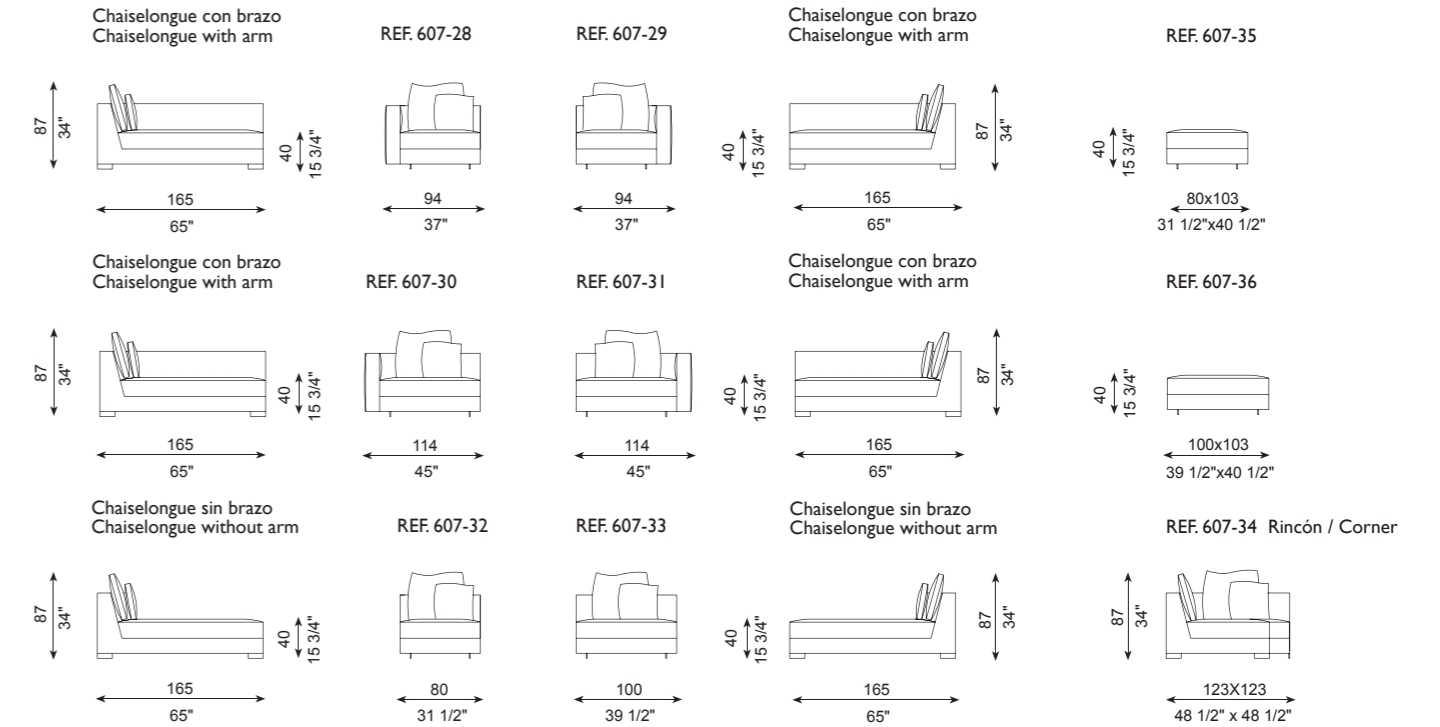 Chaiselongue con brazo
Chaiselongue with arm
REF. 607-28
REF. 607-29
Chaiselongue con brazo
Chaiselongue with arm
REF. 607-35
87
34"
40
15 3/4"
165
65"
94
37"
94
37"
40
15 3/4"
87
34"
165
65"
40
15 3/4"
80x103
31 1/2"x40 1/2"
Chaiselongue con brazo
Chaiselongue with arm
REF. 607-30
REF. 607-31
Chaiselongue con brazo
Chaiselongue with arm
REF. 607-36
87
34"
40
15 3/4"
165
65"
114
45"
114
45"
40
15 3/4"
87
34"
165
65"
40
15 3/4"
100x103
39 1/2"x40 1/2"
Chaiselongue sin brazo
Chaiselongue without arm
REF. 607-32
REF. 607-33
Chaiselongue sin brazo
Chaiselongue without arm
REF. 607-34 Rincón / Corner
87
34"
40
15 3/4"
165
65"
80
31 1/2"
100
39 1/2"
40
15 3/4"
87
34"
165
65"
87
34"
123X123
48 1/2" x 48 1/2"